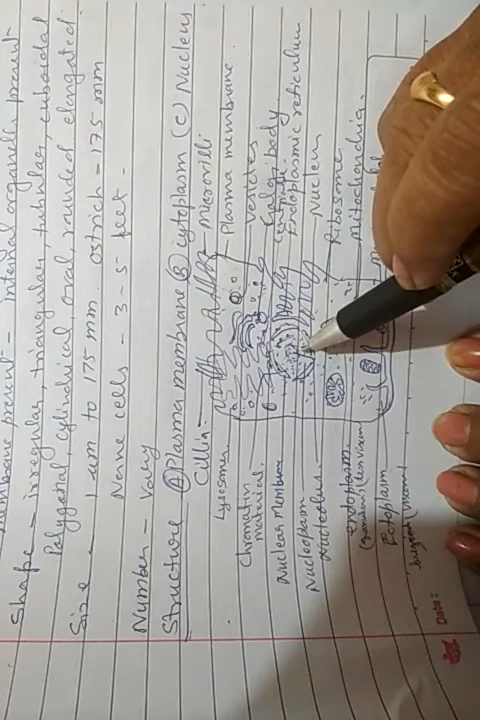 Membrane present - internal organelles present
Shape - irregular, triangular, tubular, cuboidal
Polygonal, cylindrical, oval, rounded elongated.
Size - 1 um to 175 mm. ostrich - 175 mm
Nerve cells - 3-5 feet.
Number - Vary
Structure (A) Plasma membrane (B) cytoplasm (C) Nucleus
Cillia
Microvilli
Lysosome
Plasma membrane
Vesicles
Chromatin material.
Golgi body
Endoplasmic reticulum
Nuclear Membrane
Nucleus
Nucleoplasm
Nucleolus.
Ribosome
Mitochondria.
endoplasm
Ectoplasm
Date: